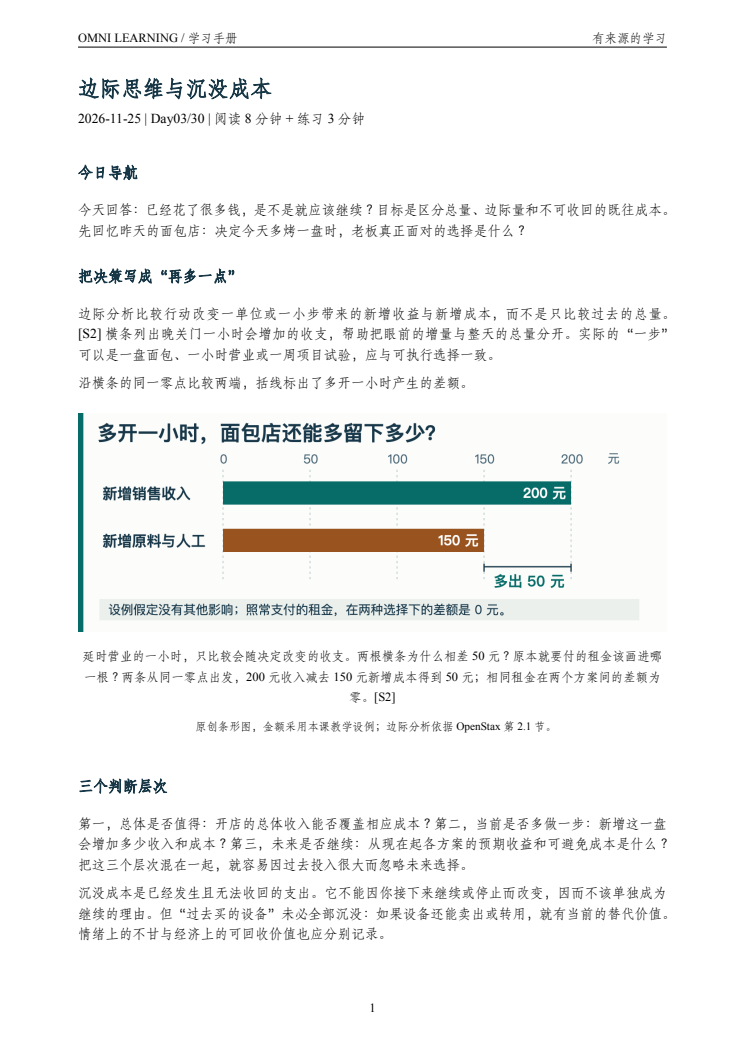 OMNI LEARNING / 学习手册
有来源的学习
边际思维与沉没成本
2026-11-25 | Day03/30 | 阅读 8 分钟 + 练习 3 分钟
今日导航
今天回答：已经花了很多钱，是不是就应该继续？目标是区分总量、边际量和不可收回的既往成本。
先回忆昨天的面包店：决定今天多烤一盘时，老板真正面对的选择是什么？
把决策写成“再多一点”
边际分析比较行动改变一单位或一小步带来的新增收益与新增成本，而不是只比较过去的总量。
[S2] 横条列出晚关门一小时会增加的收支，帮助把眼前的增量与整天的总量分开。实际的“一步”
可以是一盘面包、一小时营业或一周项目试验，应与可执行选择一致。
沿横条的同一零点比较两端，括线标出了多开一小时产生的差额。
多开一小时，面包店还能多留下多少？
0 50 100 150 200 元
新增销售收入 200 元
新增原料与人工 150 元
多出 50 元
设例假定没有其他影响；照常支付的租金，在两种选择下的差额是 0 元。
延时营业的一小时，只比较会随决定改变的收支。两根横条为什么相差 50 元？原本就要付的租金该画进哪
一根？两条从同一零点出发，200 元收入减去 150 元新增成本得到 50 元；相同租金在两个方案间的差额为
零。[S2]
原创条形图，金额采用本课教学设例；边际分析依据 OpenStax 第 2.1 节。
三个判断层次
第一，总体是否值得：开店的总体收入能否覆盖相应成本？第二，当前是否多做一步：新增这一盘
会增加多少收入和成本？第三，未来是否继续：从现在起各方案的预期收益和可避免成本是什么？
把这三个层次混在一起，就容易因过去投入很大而忽略未来选择。
沉没成本是已经发生且无法收回的支出。它不能因你接下来继续或停止而改变，因而不该单独成为
继续的理由。但“过去买的设备”未必全部沉没：如果设备还能卖出或转用，就有当前的替代价值。
情绪上的不甘与经济上的可回收价值也应分别记录。
1